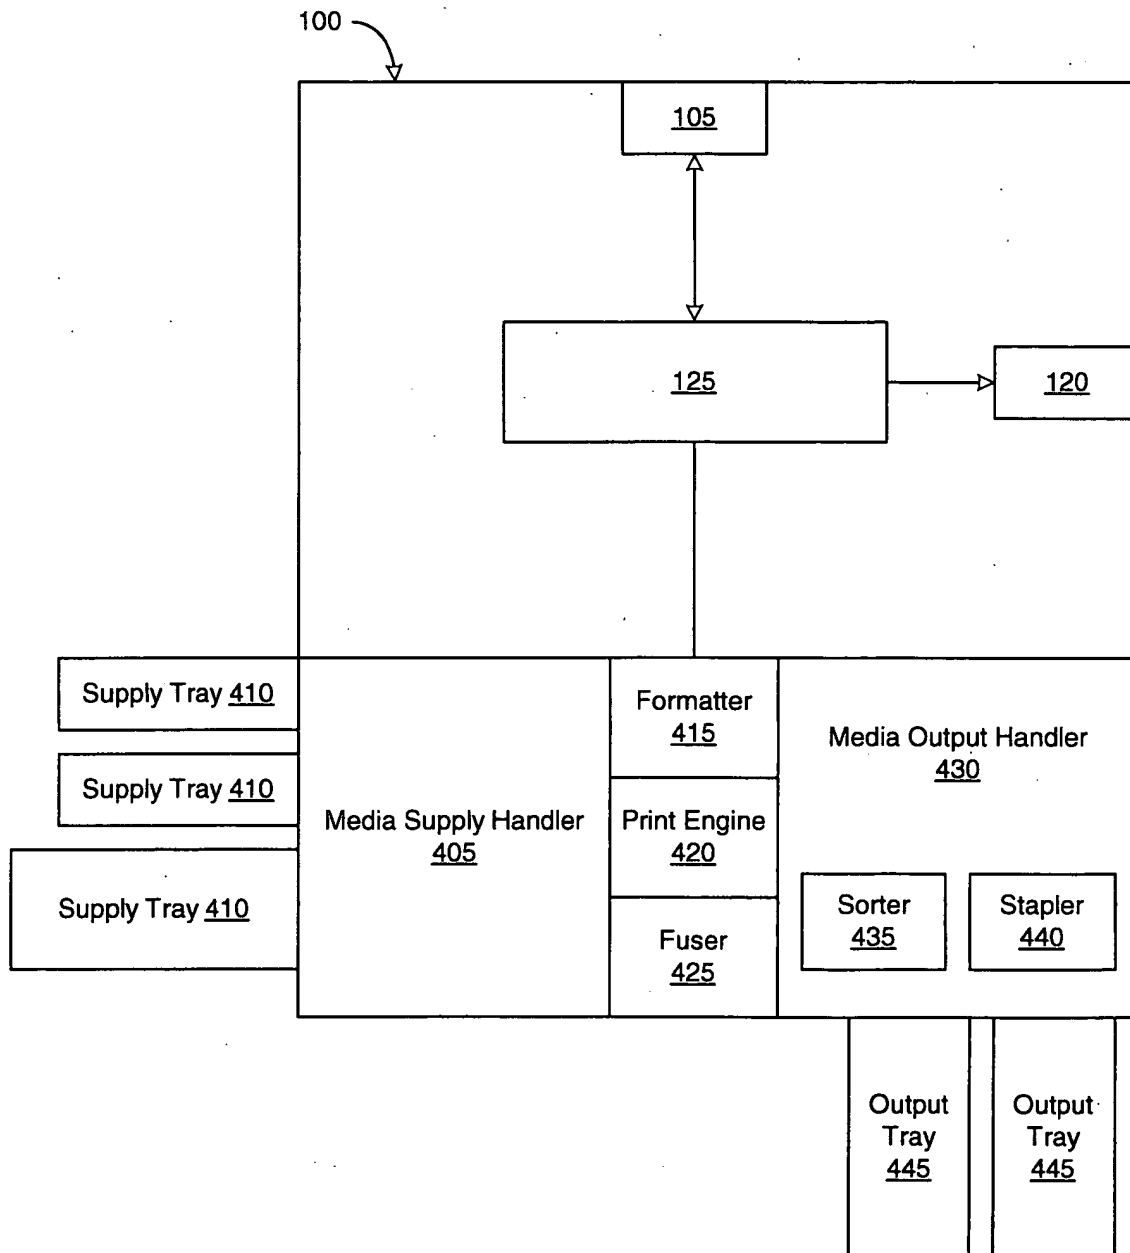 100
105
125
120
Supply Tray 410
Supply Tray 410
Supply Tray 410
Media Supply Handler
405
Formatter
415
Print Engine
420
Fuser
425
Media Output Handler
430
Sorter
435
Stapler
440
Output
Tray
445
Output
Tray
445